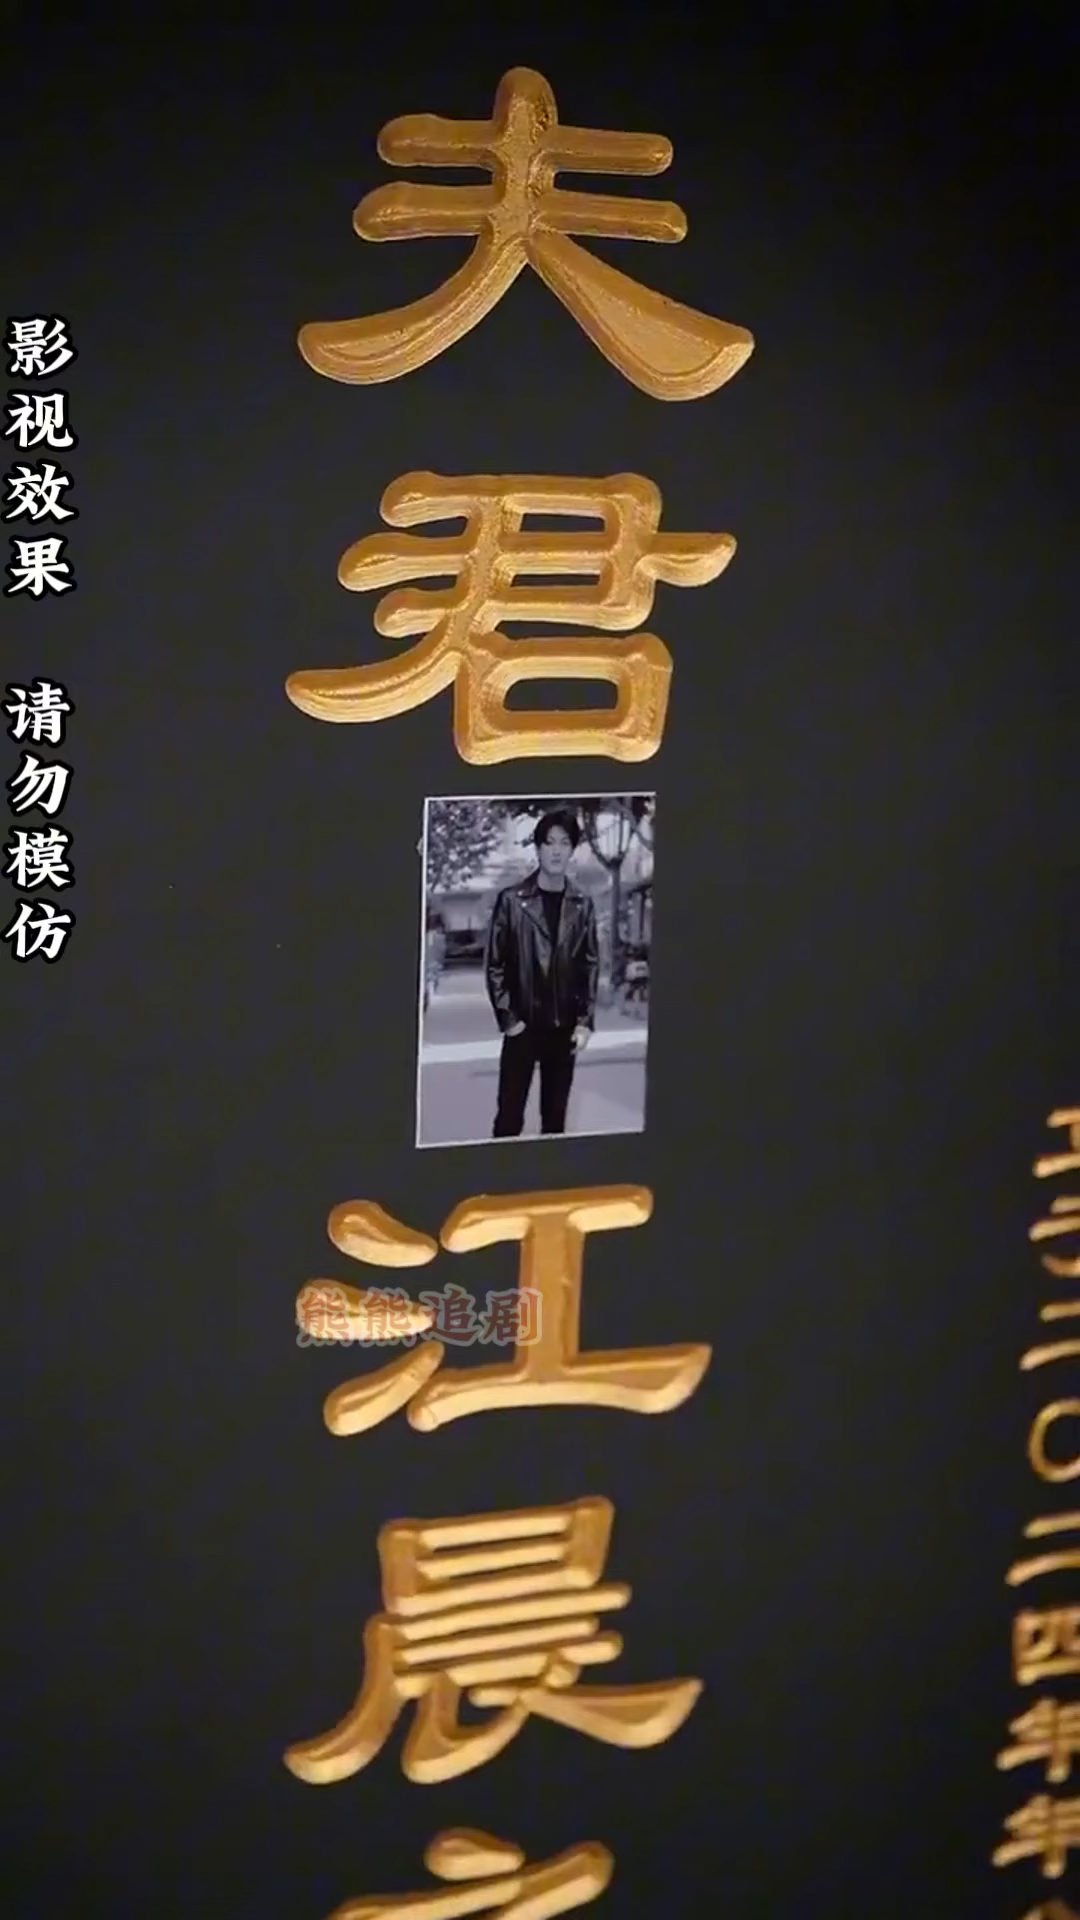 影视效果 请勿模仿
夫君
江晨之
熊熊追剧
二〇二四年